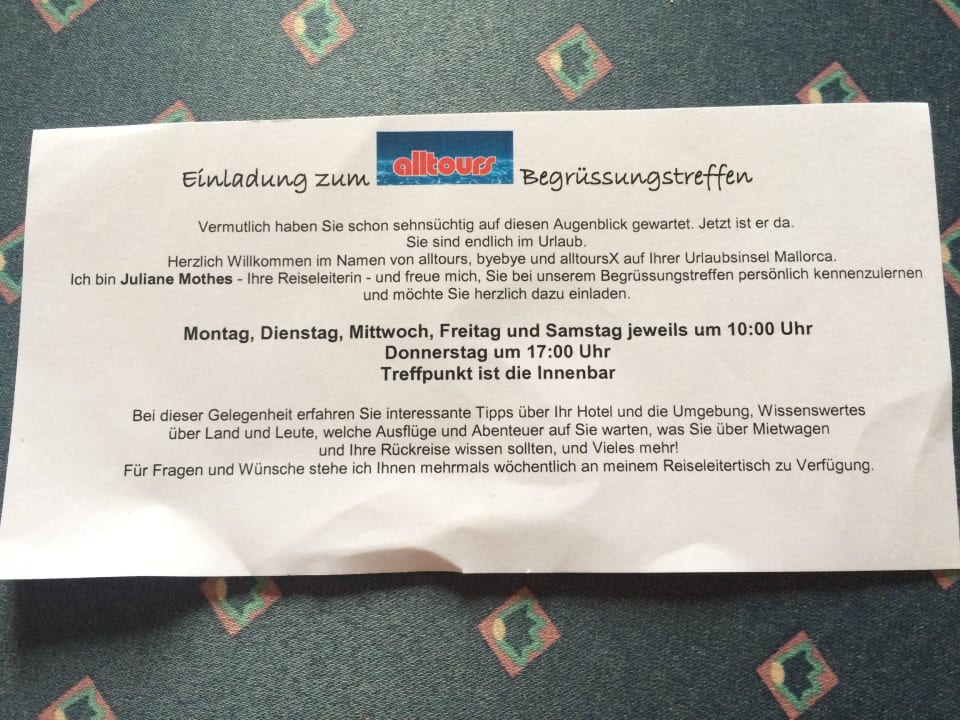 Einladung zum alltours Begrüssungstreffen
Vermutlich haben Sie schon sehnsüchtig auf diesen Augenblick gewartet. Jetzt ist er da.
Sie sind endlich im Urlaub.
Herzlich Willkommen im Namen von alltours, byebye und alltoursX auf Ihrer Urlaubsinsel Mallorca.
Ich bin Juliane Mothes - Ihre Reiseleiterin - und freue mich, Sie bei unserem Begrüssungstreffen persönlich kennenzulernen
und möchte Sie herzlich dazu einladen.
Montag, Dienstag, Mittwoch, Freitag und Samstag jeweils um 10:00 Uhr
Donnerstag um 17:00 Uhr
Treffpunkt ist die Innenbar
Bei dieser Gelegenheit erfahren Sie interessante Tipps über Ihr Hotel und die Umgebung, Wissenswertes
über Land und Leute, welche Ausflüge und Abenteuer auf Sie warten, was Sie über Mietwagen
und Ihre Rückreise wissen sollten, und Vieles mehr!
Für Fragen und Wünsche stehe ich Ihnen mehrmals wöchentlich an meinem Reiseleitertisch zu Verfügung.